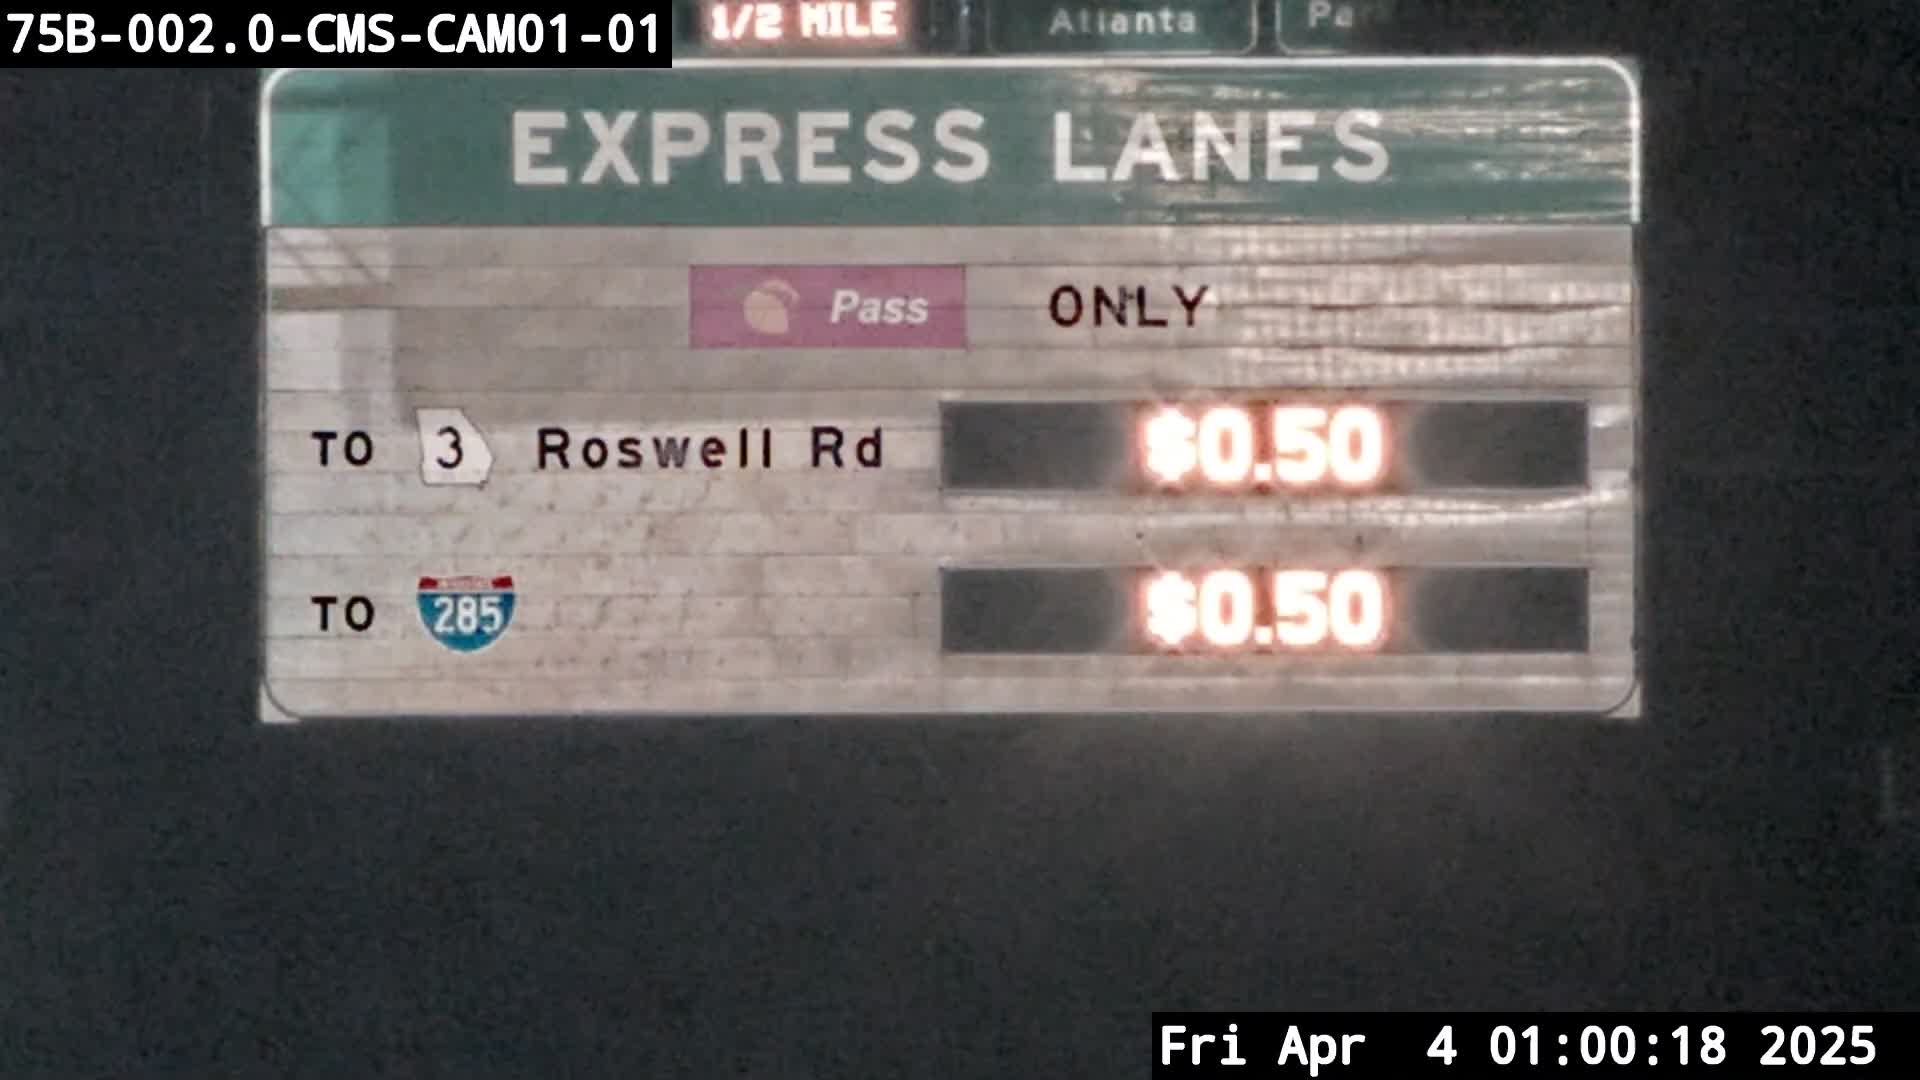 75B-002.0-CMS-CAM01-01
1/2 MILE
Atlanta
EXPRESS LANES
Pass ONLY
TO 3 Roswell Rd $0.50
TO 285 $0.50
Fri Apr 4 01:00:18 2025